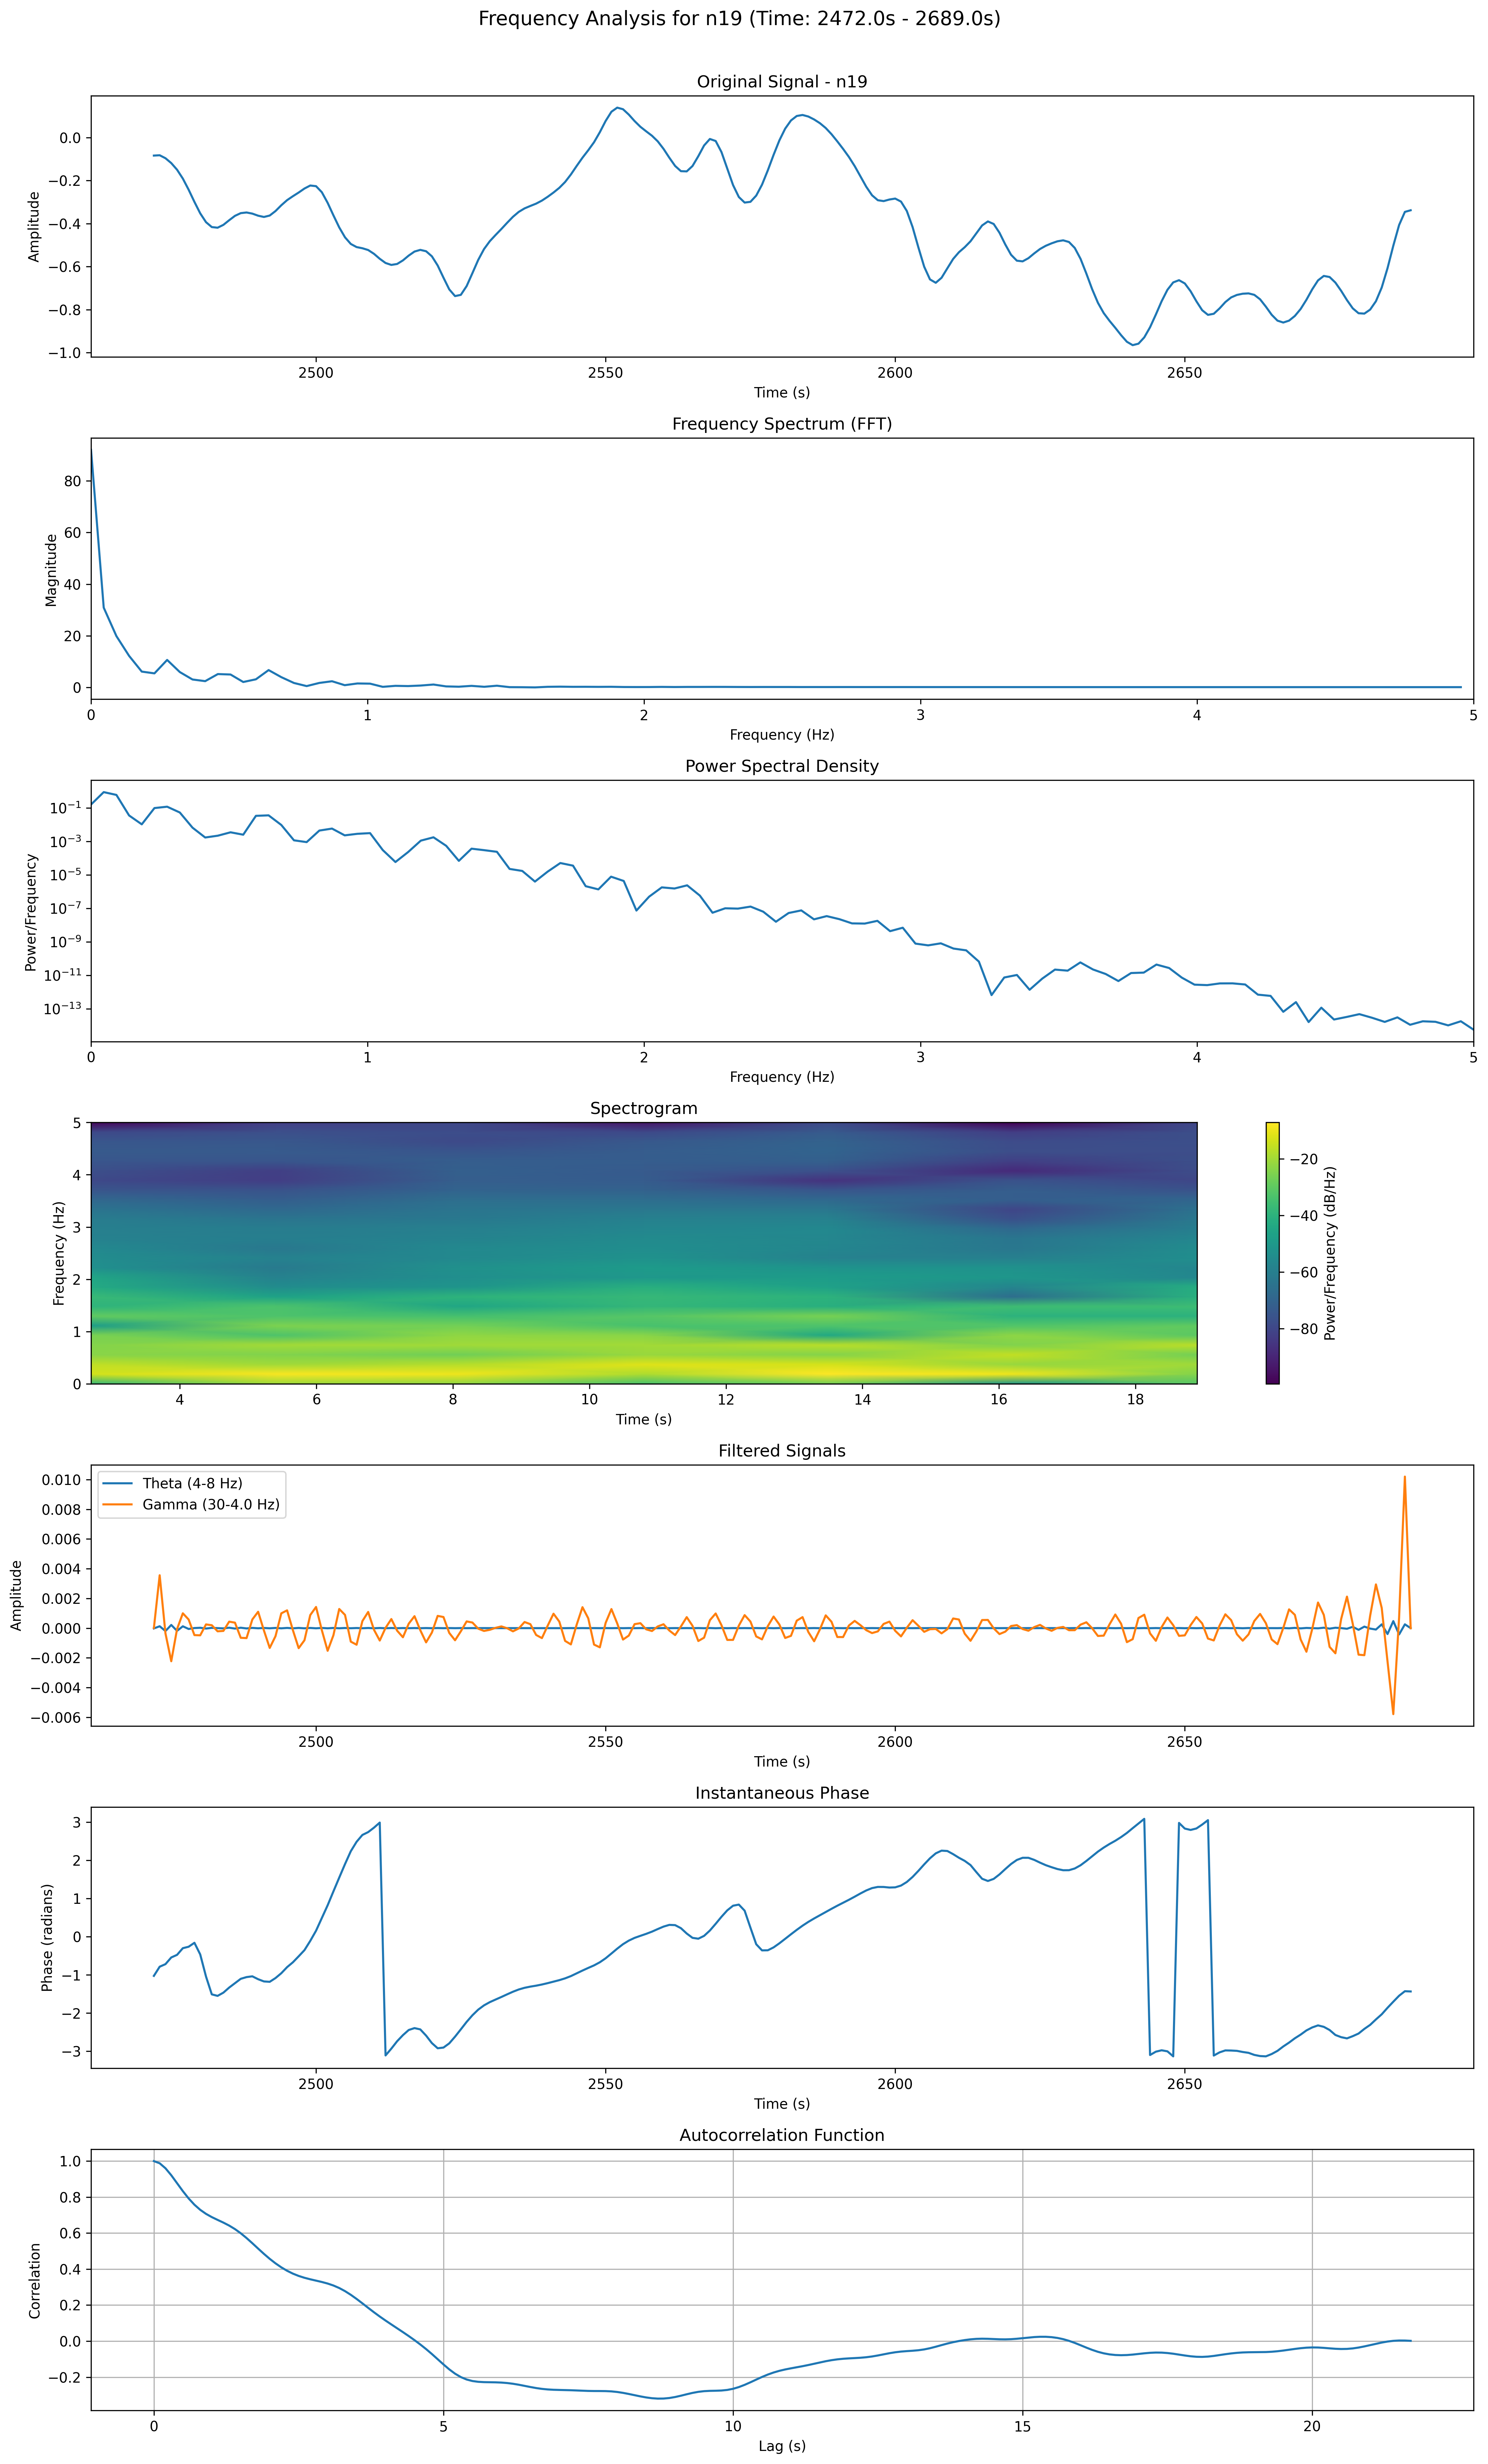 Frequency Analysis for n19 (Time: 2472.0s - 2689.0s)
Original Signal - n19
Amplitude
0.0
−0.2
−0.4
−0.6
−0.8
−1.0
2500 2550 2600 2650
Time (s)
Frequency Spectrum (FFT)
Magnitude
80
60
40
20
0
0 1 2 3 4 5
Frequency (Hz)
Power Spectral Density
Power/Frequency
10⁻¹
10⁻³
10⁻⁵
10⁻⁷
10⁻⁹
10⁻¹¹
10⁻¹³
0 1 2 3 4 5
Frequency (Hz)
Spectrogram
Frequency (Hz)
5
4
3
2
1
0
4 6 8 10 12 14 16 18
Time (s)
−20
−40
−60
−80
Power/Frequency (dB/Hz)
Filtered Signals
Theta (4-8 Hz)
Gamma (30-4.0 Hz)
Amplitude
0.010
0.008
0.006
0.004
0.002
0.000
−0.002
−0.004
−0.006
2500 2550 2600 2650
Time (s)
Instantaneous Phase
Phase (radians)
3
2
1
0
−1
−2
−3
2500 2550 2600 2650
Time (s)
Autocorrelation Function
Correlation
1.0
0.8
0.6
0.4
0.2
0.0
−0.2
0 5 10 15 20
Lag (s)